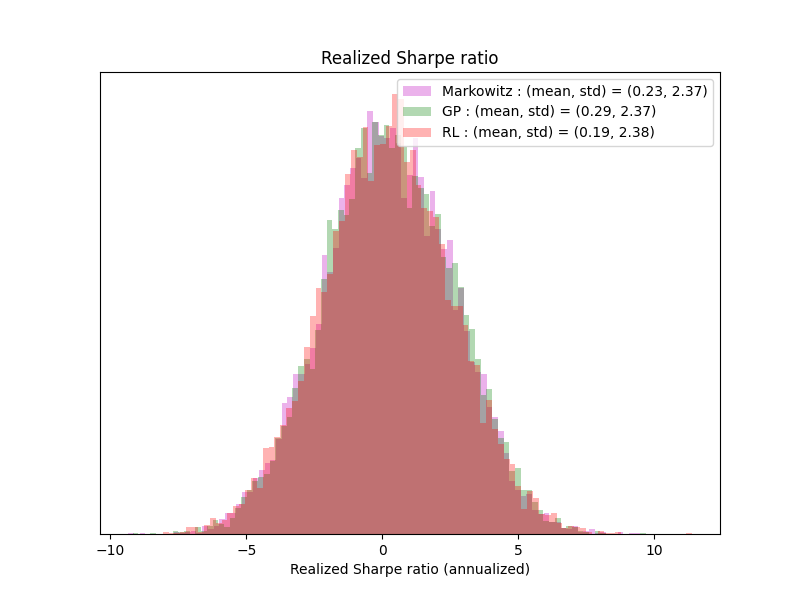 Realized Sharpe ratio
Markowitz : (mean, std) = (0.23, 2.37)
GP : (mean, std) = (0.29, 2.37)
RL : (mean, std) = (0.19, 2.38)
−10 −5 0 5 10
Realized Sharpe ratio (annualized)